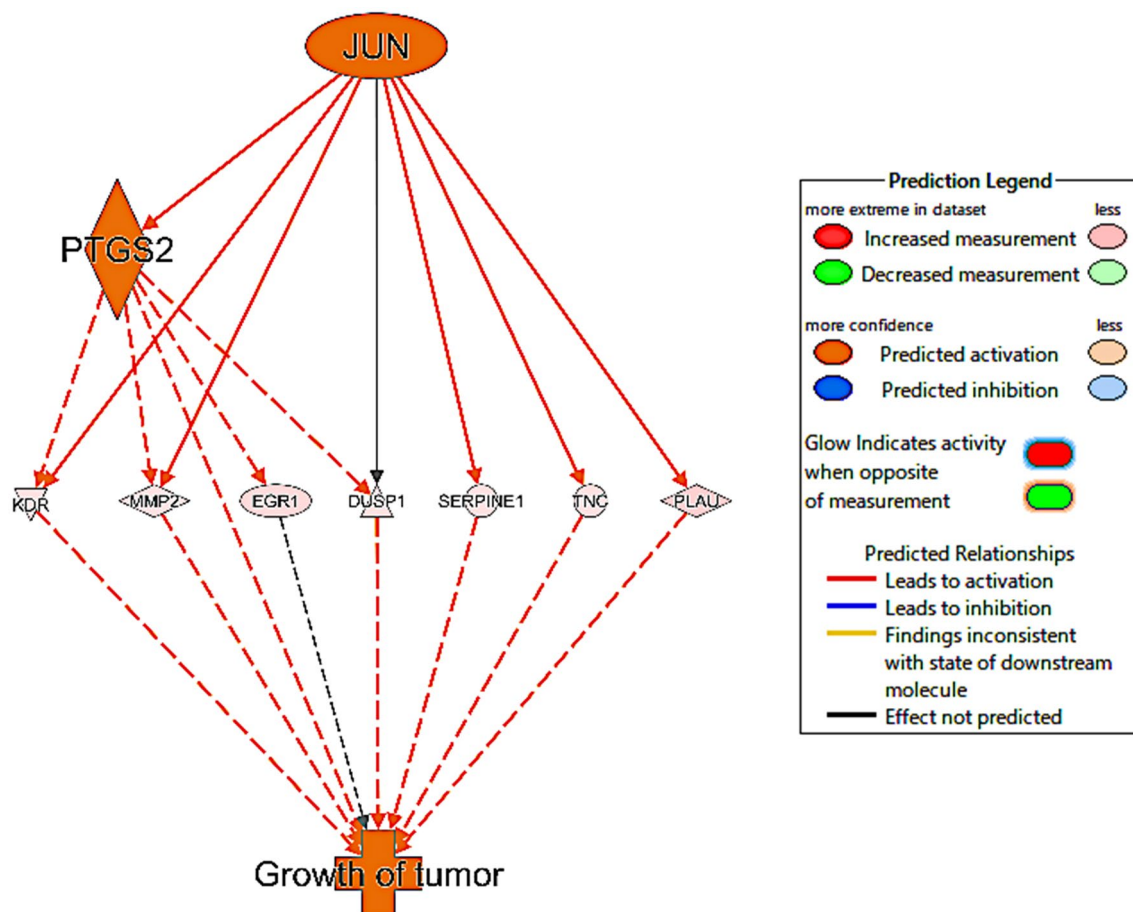 JUN
PTGS2
KDR
MMP2
EGR1
DUSP1
SERPINE1
TNC
PLAU
Growth of tumor
Prediction Legend
more extreme in dataset less
Increased measurement
Decreased measurement
more confidence less
Predicted activation
Predicted inhibition
Glow Indicates activity
when opposite
of measurement
Predicted Relationships
Leads to activation
Leads to inhibition
Findings inconsistent
with state of downstream
molecule
Effect not predicted